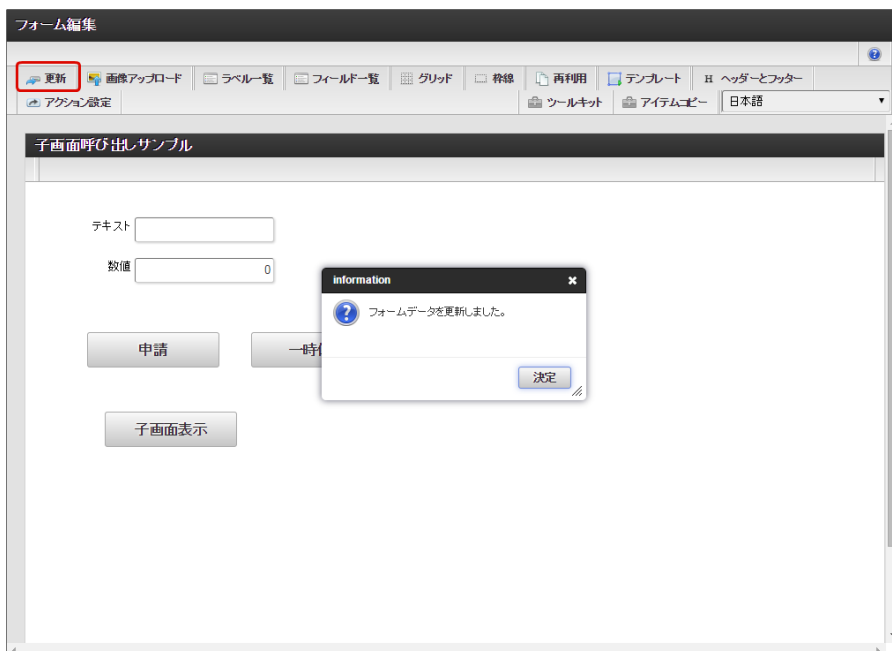 フォーム編集
更新 画像アップロード ラベル一覧 フィールド一覧 グリッド 枠線 再利用 テンプレート H ヘッダーとフッター
アクション設定 ツールキット アイテムコピー 日本語
子画面呼び出しサンプル
テキスト
数値 0
information
フォームデータを更新しました。
申請 一時
決定
子画面表示